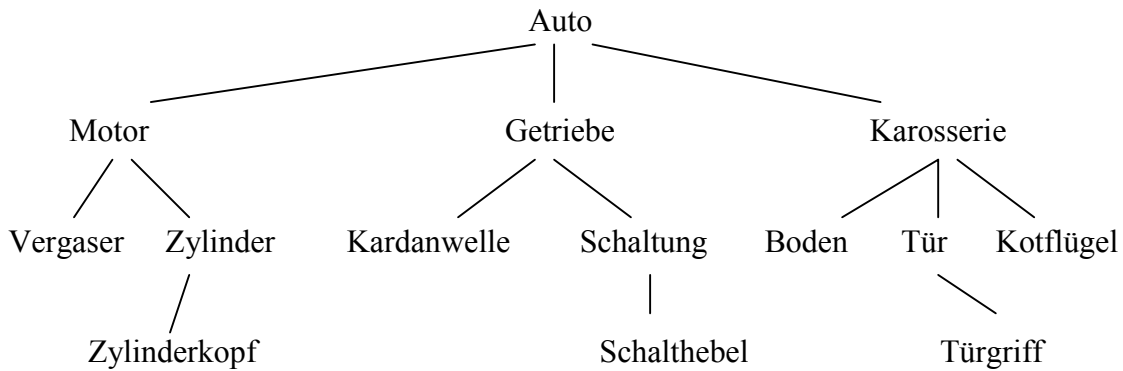 Auto
Motor Getriebe Karosserie
Vergaser Zylinder Kardanwelle Schaltung Boden Tür Kotflügel
Zylinderkopf Schalthebel Türgriff